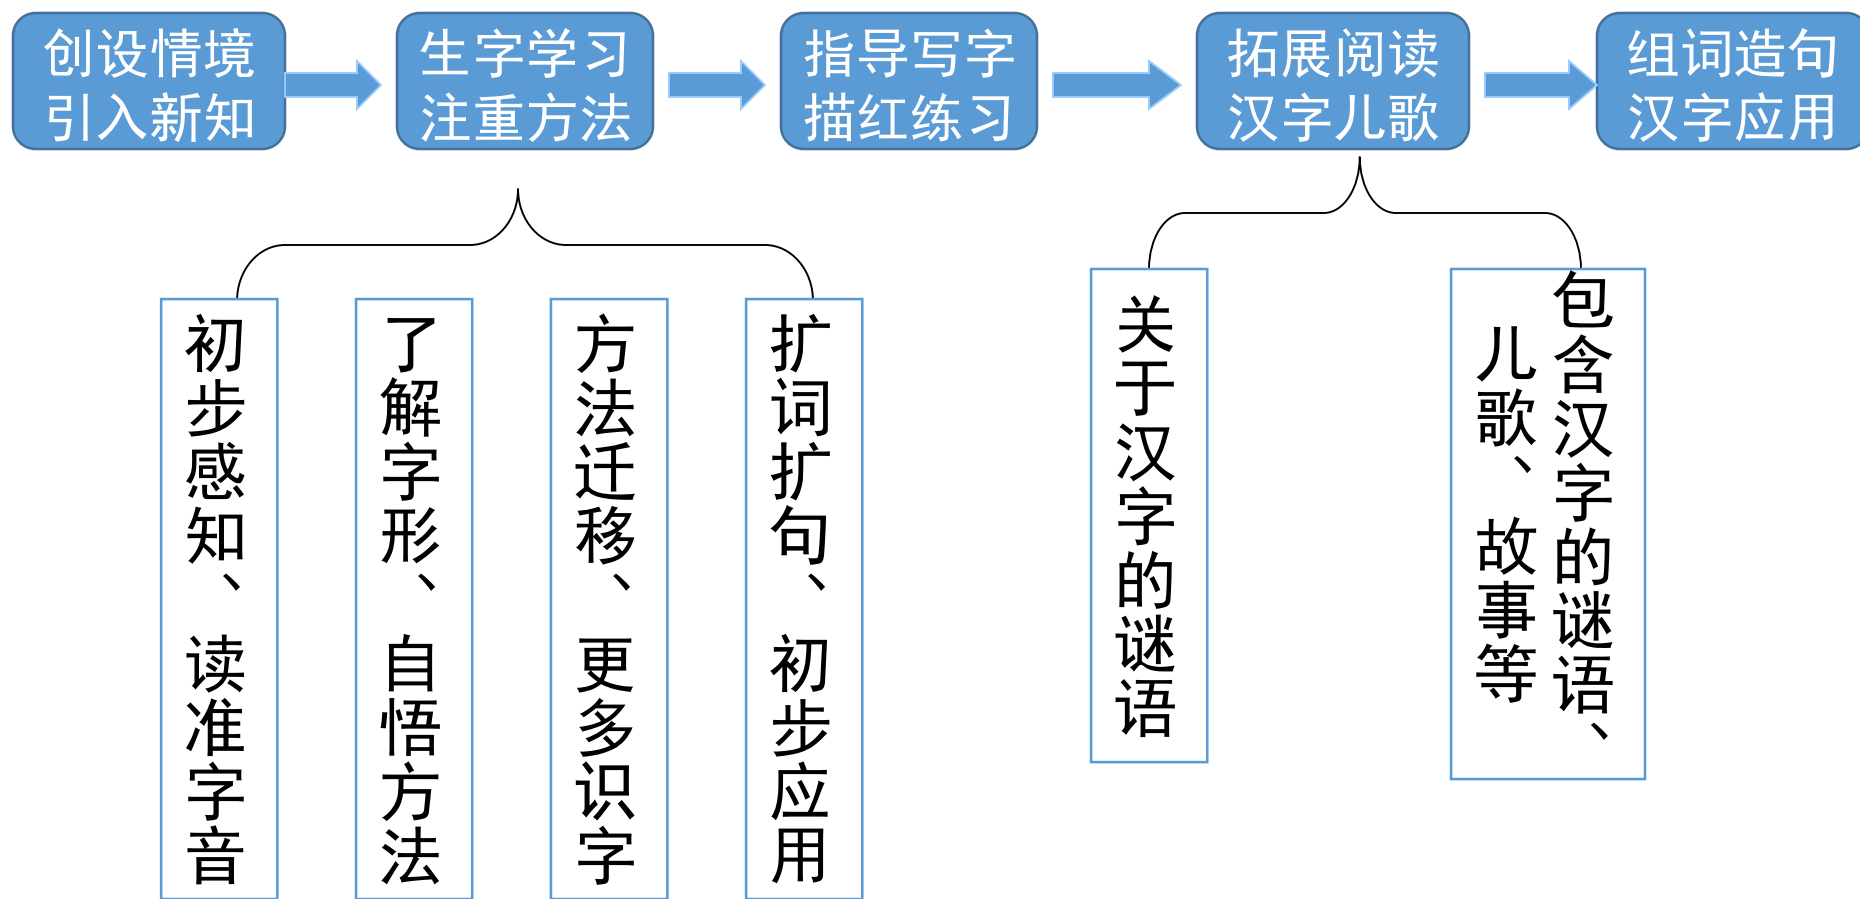 创设情境
引入新知
生字学习
注重方法
指导写字
描红练习
拓展阅读
汉字儿歌
组词造句
汉字应用
初步感知、读准字音
了解字形、自悟方法
方法迁移、更多识字
扩词扩句、初步应用
关于汉字的谜语
包含汉字的谜语、
儿歌、故事等